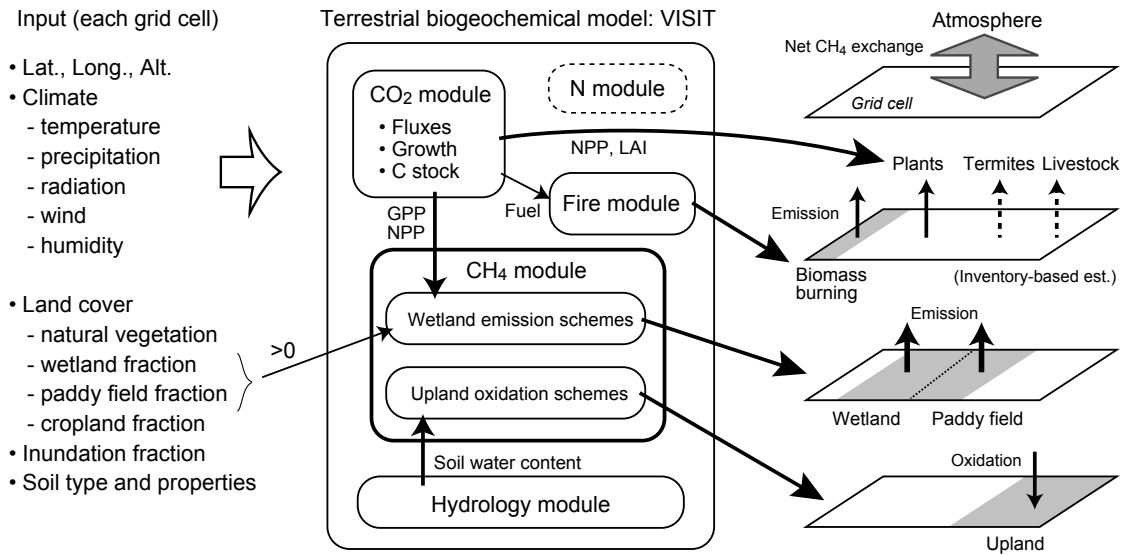 Input (each grid cell)
• Lat., Long., Alt.
• Climate
- temperature
- precipitation
- radiation
- wind
- humidity
• Land cover
- natural vegetation
- wetland fraction
- paddy field fraction
- cropland fraction
• Inundation fraction
• Soil type and properties
>0
Terrestrial biogeochemical model: VISIT
CO₂ module
• Fluxes
• Growth
• C stock
N module
NPP, LAI
Fuel
Fire module
GPP
NPP
CH₄ module
Wetland emission schemes
Upland oxidation schemes
Soil water content
Hydrology module
Atmosphere
Net CH₄ exchange
Grid cell
Plants
Termites
Livestock
Emission
Biomass
burning
(Inventory-based est.)
Emission
Wetland
Paddy field
Oxidation
Upland